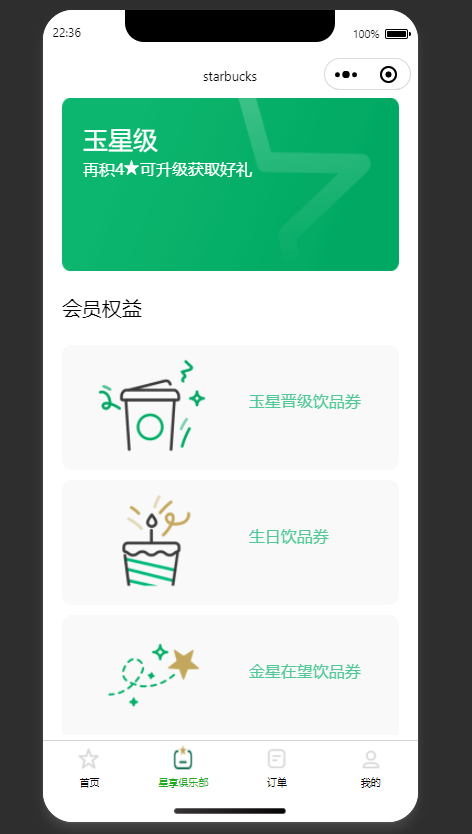 22:36
100%
starbucks
玉星级
再积4★可升级获取好礼
会员权益
玉星晋级饮品券
生日饮品券
金星在望饮品券
首页
星享俱乐部
订单
我的